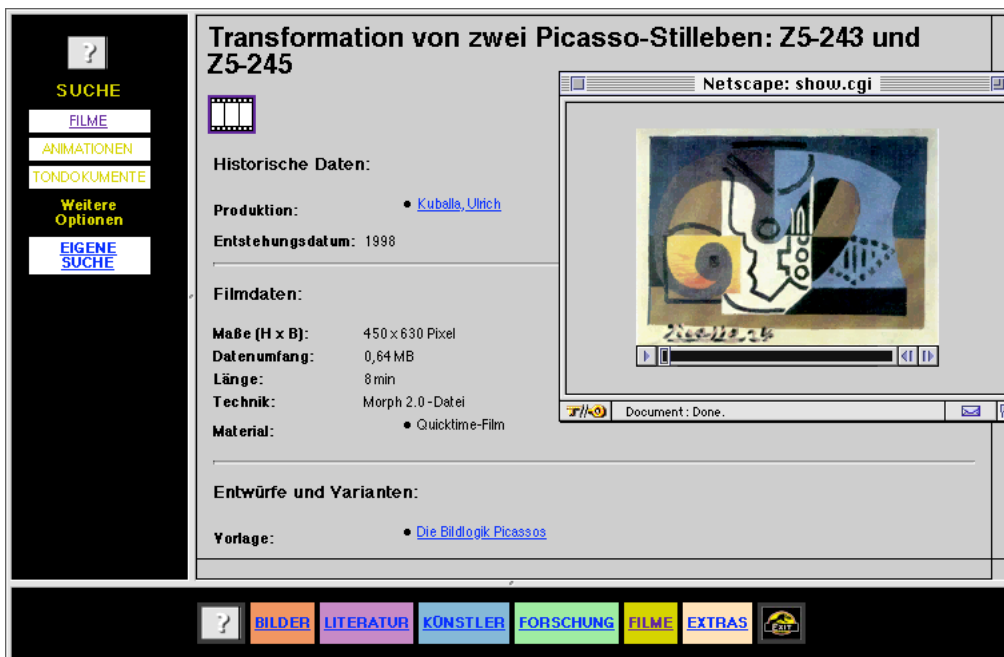 ?
SUCHE
FILME
ANIMATIONEN
TONDOKUMENTE
Weitere
Optionen
EIGENE
SUCHE
Transformation von zwei Picasso-Stilleben: Z5-243 und
Z5-245
Historische Daten:
Produktion: • Kuballa, Ulrich
Entstehungsdatum: 1998
Filmdaten:
Maße (H x B): 450 x 630 Pixel
Datenumfang: 0,64 MB
Länge: 8 min
Technik: Morph 2.0-Datei
Material: • Quicktime-Film
Entwürfe und Varianten:
Vorlage: • Die Bildlogik Picassos
Netscape: show.cgi
Picasso 24
Document: Done.
?
BILDER
LITERATUR
KÜNSTLER
FORSCHUNG
FILME
EXTRAS
EXIT